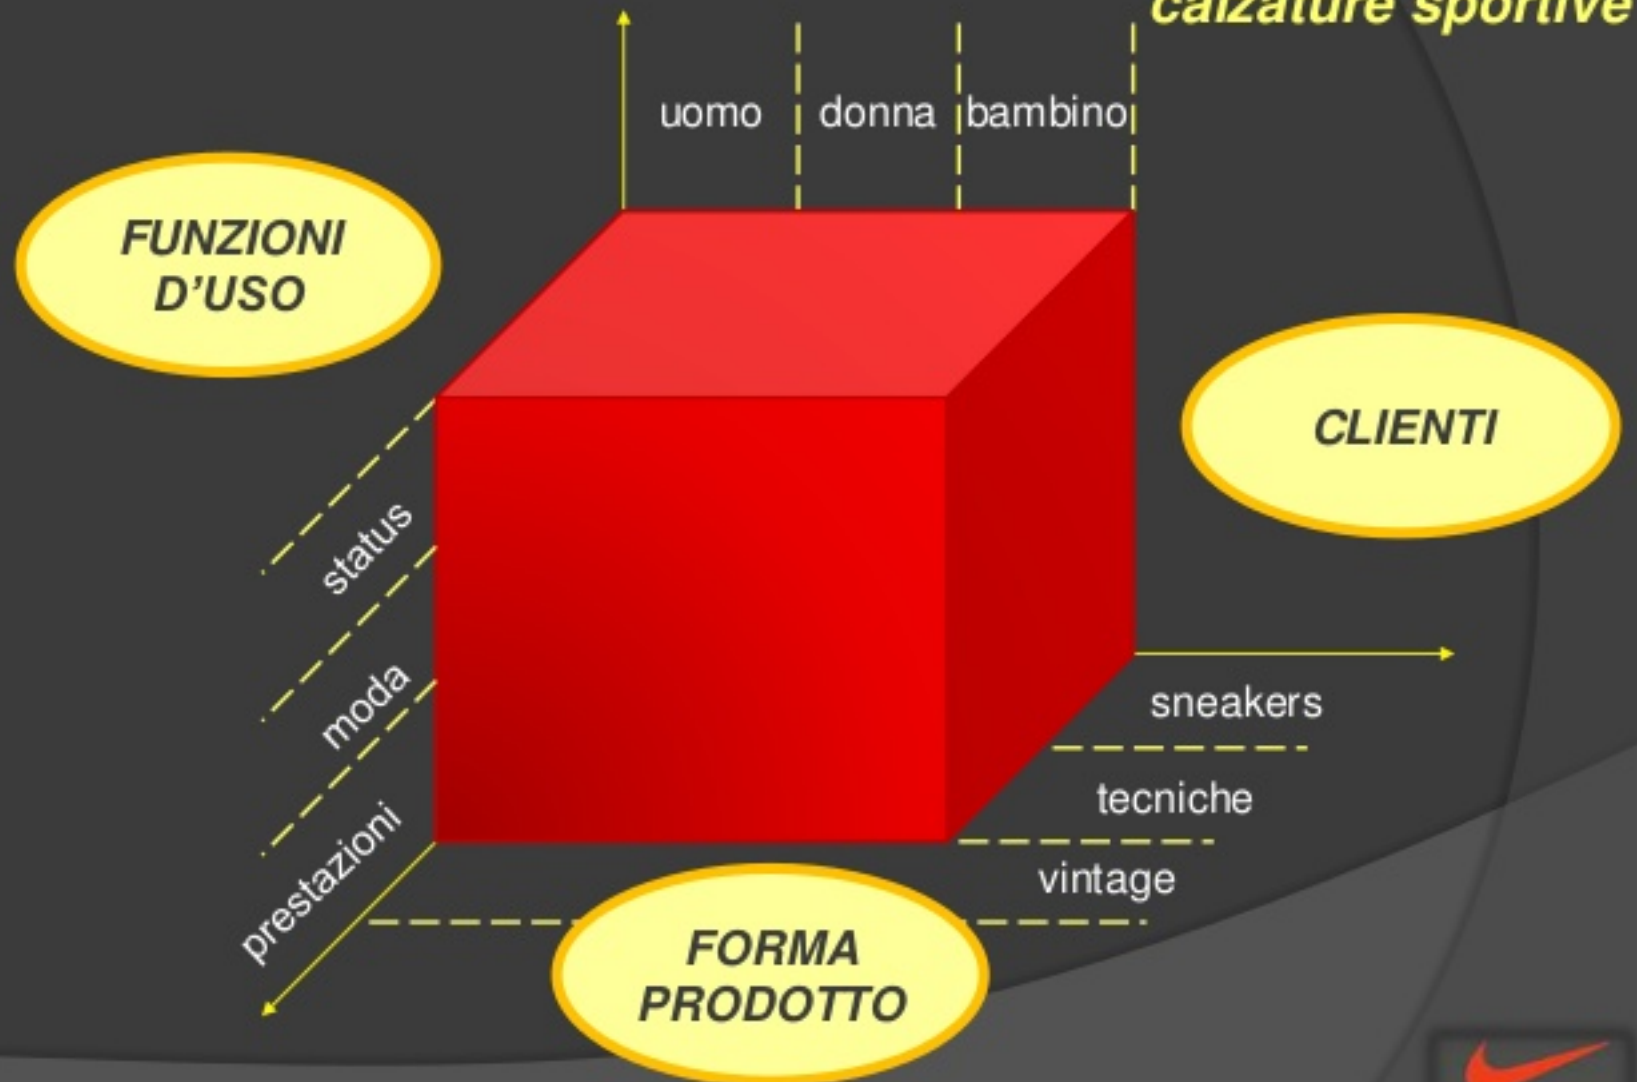 calzature sportive
uomo
donna
bambino
FUNZIONI
D’USO
CLIENTI
status
moda
prestazioni
sneakers
tecniche
vintage
FORMA
PRODOTTO